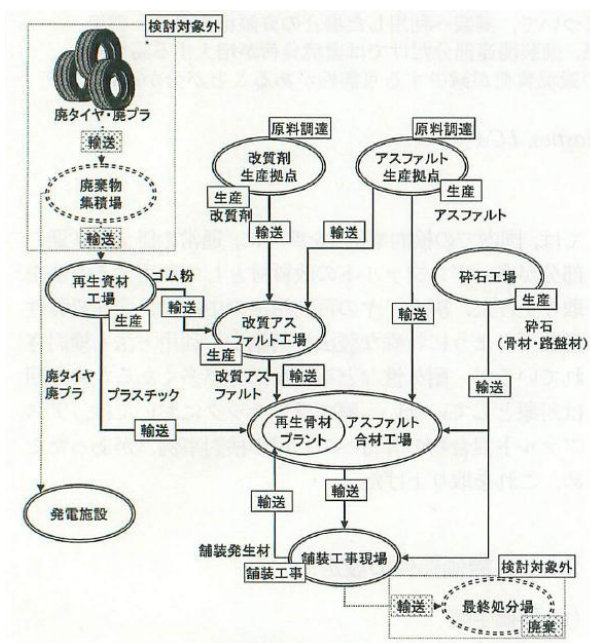 検討対象外
廃タイヤ・廃プラ
輸送
廃棄物
集積場
輸送
再生資材
工場
生産
ゴム粉
輸送
原料調達
改質剤
生産拠点
生産
改質剤
輸送
輸送
原料調達
アスファルト
生産拠点
生産
アスファルト
輸送
砕石工場
生産
砕石
(骨材・路盤材)
改質アス
ファルト工場
生産
改質アス
ファルト
輸送
廃タイヤ
廃プラ
プラスチック
輸送
再生骨材
プラント
アスファルト
合材工場
輸送
輸送
輸送
発電施設
舗装発生材
舗装工事
舗装工事現場
検討対象外
輸送
最終処分場
廃棄